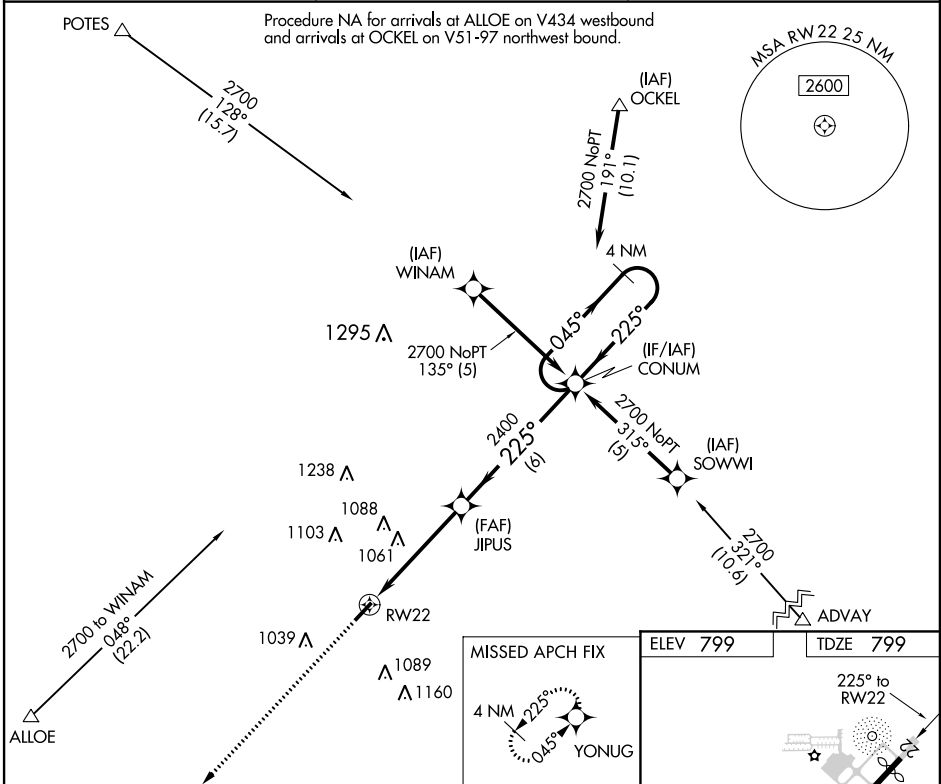 Procedure NA for arrivals at ALLOE on V434 westbound
and arrivals at OCKEL on V51-97 northwest bound.
POTES
2700
128°
(15.7)
(IAF)
OCKEL
2700 NoPT
191°
(10.1)
MSA RW 22 25 NM
2600
4 NM
(IAF)
WINAM
045°
225°
1295
2700 NoPT
135° (5)
(IF/IAF)
CONUM
2400
225°
(6)
2700 NoPT
315°
(5)
(IAF)
SOWWI
1238
1088
1103
1061
(FAF)
JIPUS
2700
321°
(10.6)
2700 to WINAM
048°
(22.2)
RW22
ADVAY
1039
1089
1160
ALLOE
MISSED APCH FIX
4 NM
225°
045°
YONUG
ELEV 799
TDZE 799
225° to
RW22
22